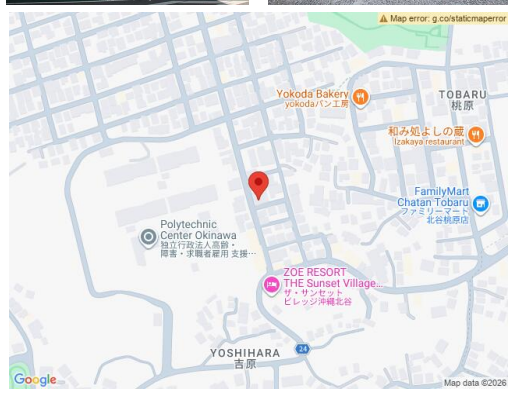 Map error: g.co/staticmaperror
Yokoda Bakery
yokodaパン工房
TOBARU
桃原
和み処よしの蔵
Izakaya restaurant
FamilyMart
Chatan Tobaru
ファミリーマート
北谷桃原店
Polytechnic
Center Okinawa
独立行政法人高齢・
障害・求職者雇用 支援…
ZOE RESORT
THE Sunset Village...
ザ・サンセット
ビレッジ沖縄北谷
YOSHIHARA
吉原
24
Google
Map data ©2026